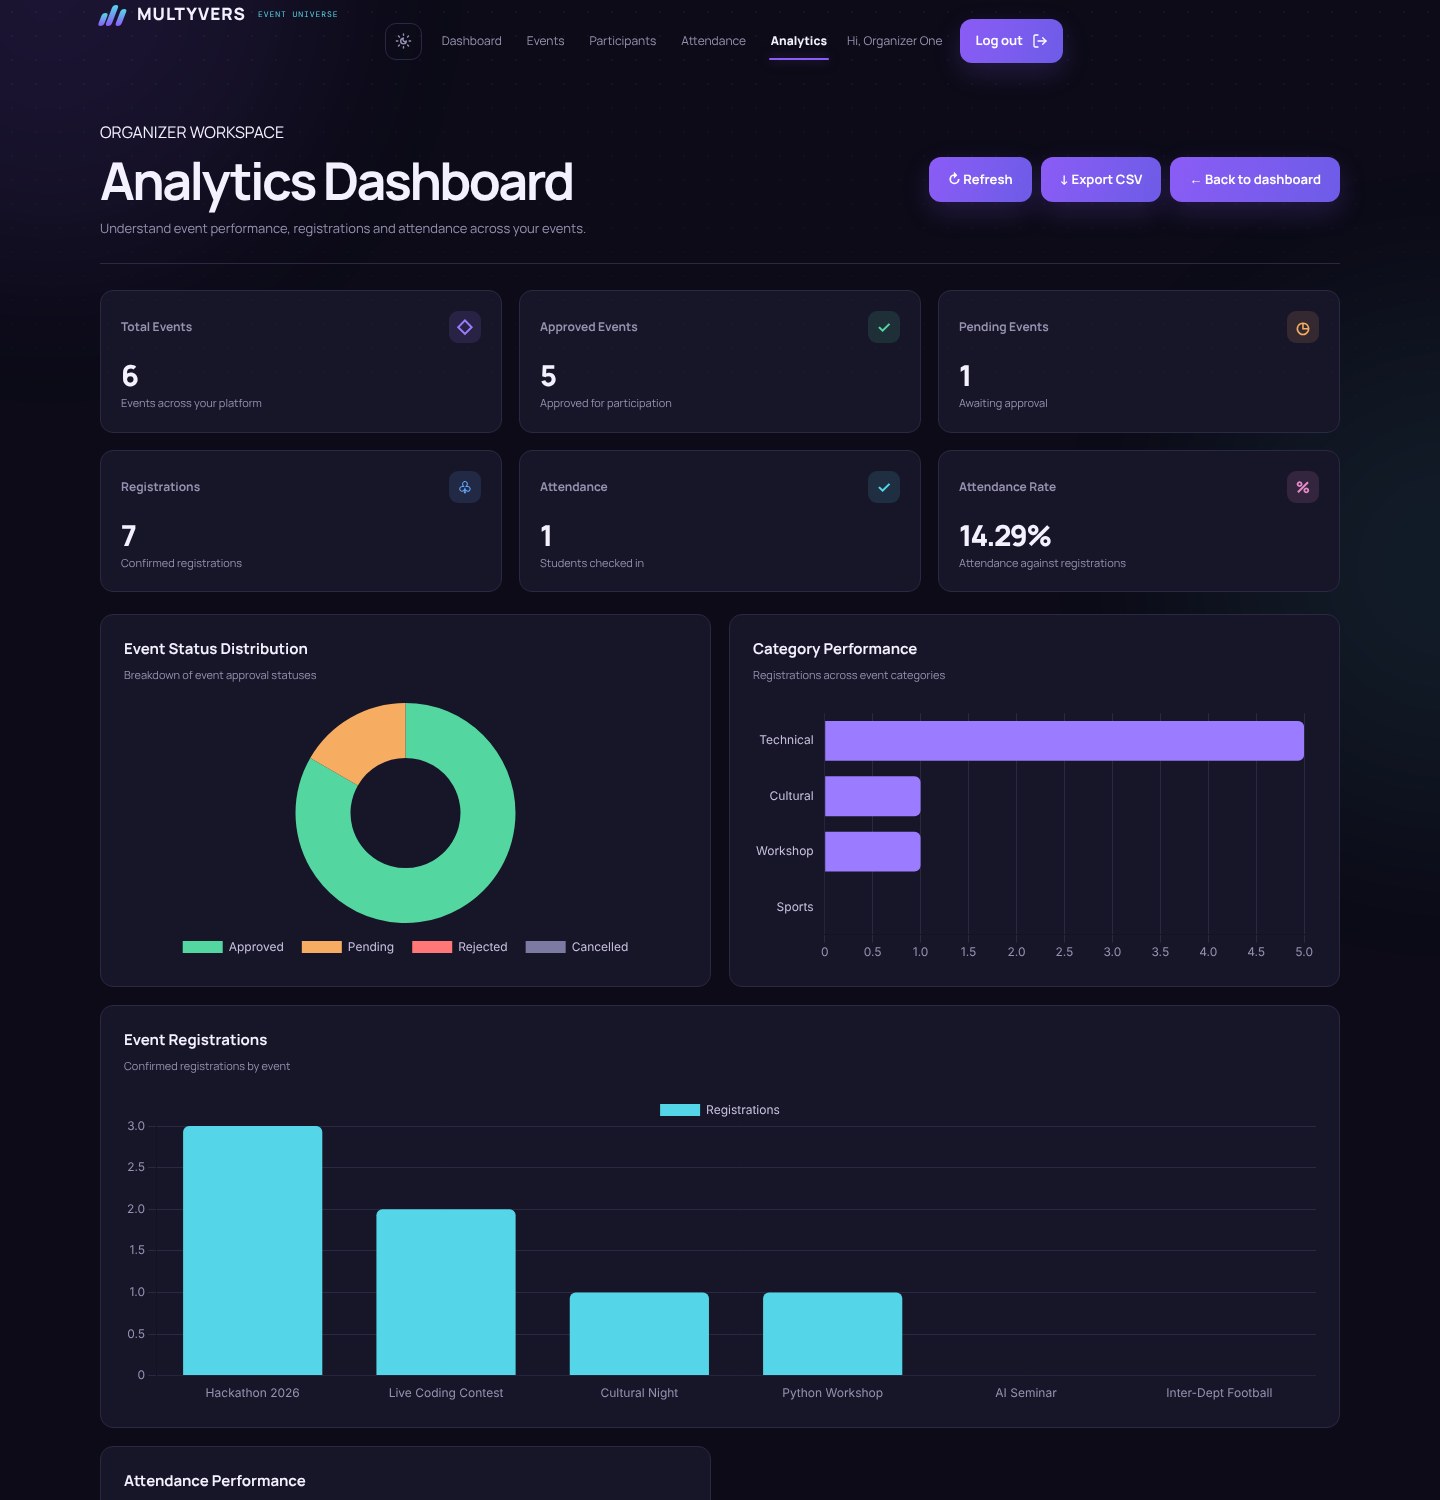 MULTYVERS EVENT UNIVERSE
Dashboard Events Participants Attendance Analytics Hi, Organizer One Log out
ORGANIZER WORKSPACE
Analytics Dashboard
↻ Refresh ↓ Export CSV ← Back to dashboard
Understand event performance, registrations and attendance across your events.
Total Events
6
Events across your platform
Approved Events
5
Approved for participation
Pending Events
1
Awaiting approval
Registrations
7
Confirmed registrations
Attendance
1
Students checked in
Attendance Rate
%
14.29%
Attendance against registrations
Event Status Distribution
Breakdown of event approval statuses
Approved Pending Rejected Cancelled
Category Performance
Registrations across event categories
Technical
Cultural
Workshop
Sports
0 0.5 1.0 1.5 2.0 2.5 3.0 3.5 4.0 4.5 5.0
Event Registrations
Confirmed registrations by event
Registrations
3.0
2.5
2.0
1.5
1.0
0.5
0
Hackathon 2026 Live Coding Contest Cultural Night Python Workshop AI Seminar Inter-Dept Football
Attendance Performance